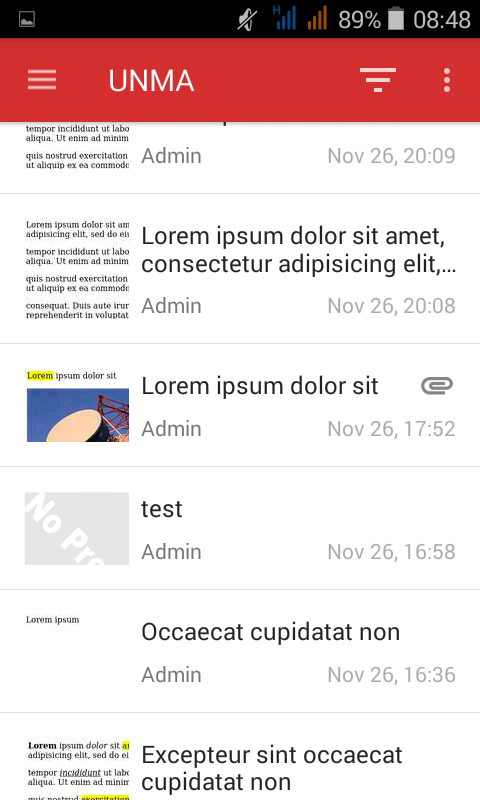 H 89% 08:48
UNMA
tempor incididunt ut labo
aliqua. Ut enim ad minim
quis nostrud exercitation
ut aliquip ex ea commodo
Admin Nov 26, 20:09
Lorem ipsum dolor sit am
adipisicing elit, sed do eiu
tempor incididunt ut labo
aliqua. Ut enim ad minim
quis nostrud exercitation
ut aliquip ex ea commodo
consequat. Duis aute irur
reprehenderit in voluptat
Lorem ipsum dolor sit amet,
consectetur adipisicing elit,...
Admin Nov 26, 20:08
Lorem ipsum dolor sit
Lorem ipsum dolor sit
Admin Nov 26, 17:52
No Pre
test
Admin Nov 26, 16:58
Lorem ipsum
Occaecat cupidatat non
Admin Nov 26, 16:36
Lorem ipsum dolor sit a
adipisicing elit, sed do ei
tempor incididunt ut labo
aliqua. Ut enim ad minim
quis nostrud exercitation
Excepteur sint occaecat
cupidatat non